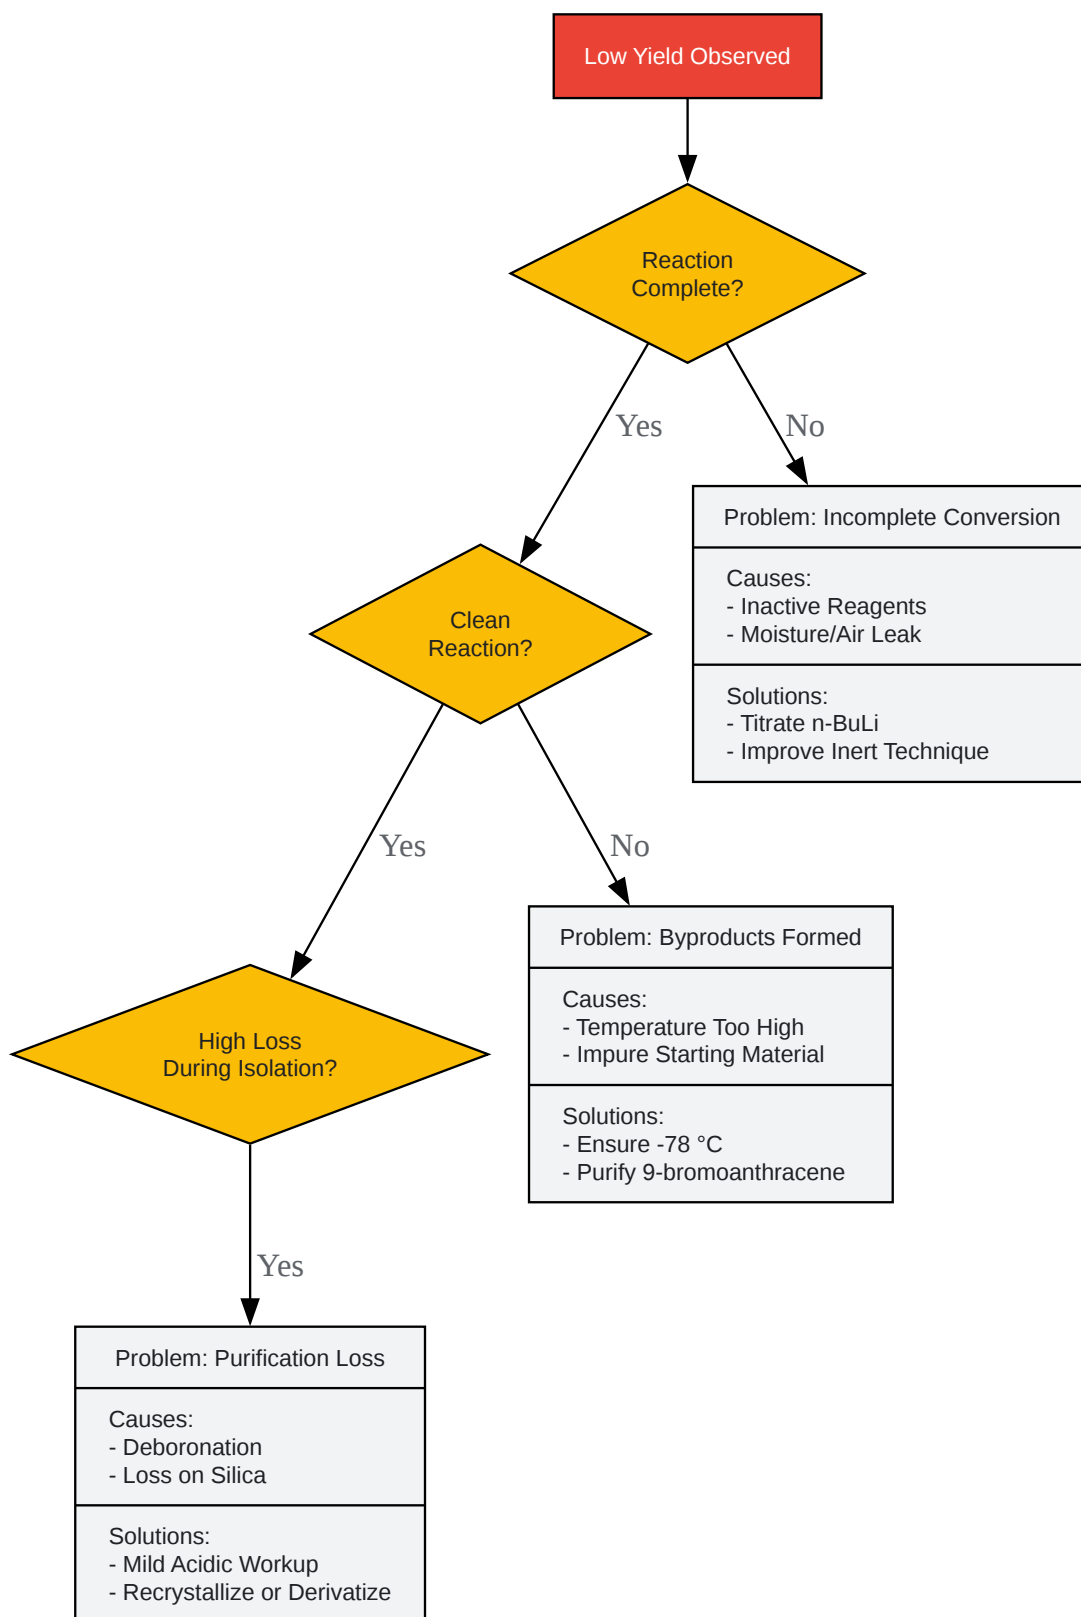 Low Yield Observed
Reaction
Complete?
Yes
No
Problem: Incomplete Conversion
Causes:
- Inactive Reagents
- Moisture/Air Leak
Solutions:
- Titrate n-BuLi
- Improve Inert Technique
Clean
Reaction?
Yes
No
Problem: Byproducts Formed
Causes:
- Temperature Too High
- Impure Starting Material
Solutions:
- Ensure -78 °C
- Purify 9-bromoanthracene
High Loss
During Isolation?
Yes
Problem: Purification Loss
Causes:
- Deboronation
- Loss on Silica
Solutions:
- Mild Acidic Workup
- Recrystallize or Derivatize